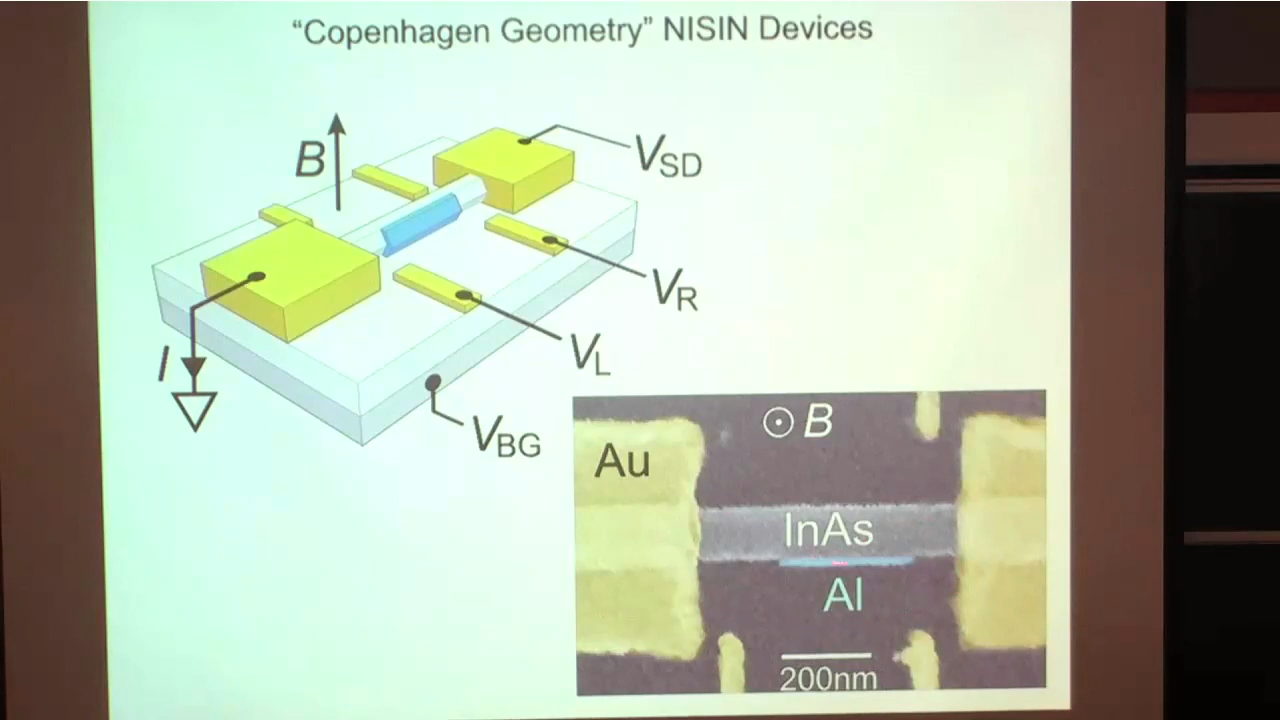 “Copenhagen Geometry” NISIN Devices
B
VSD
VR
I
VL
VBG
B
Au
InAs
Al
200nm